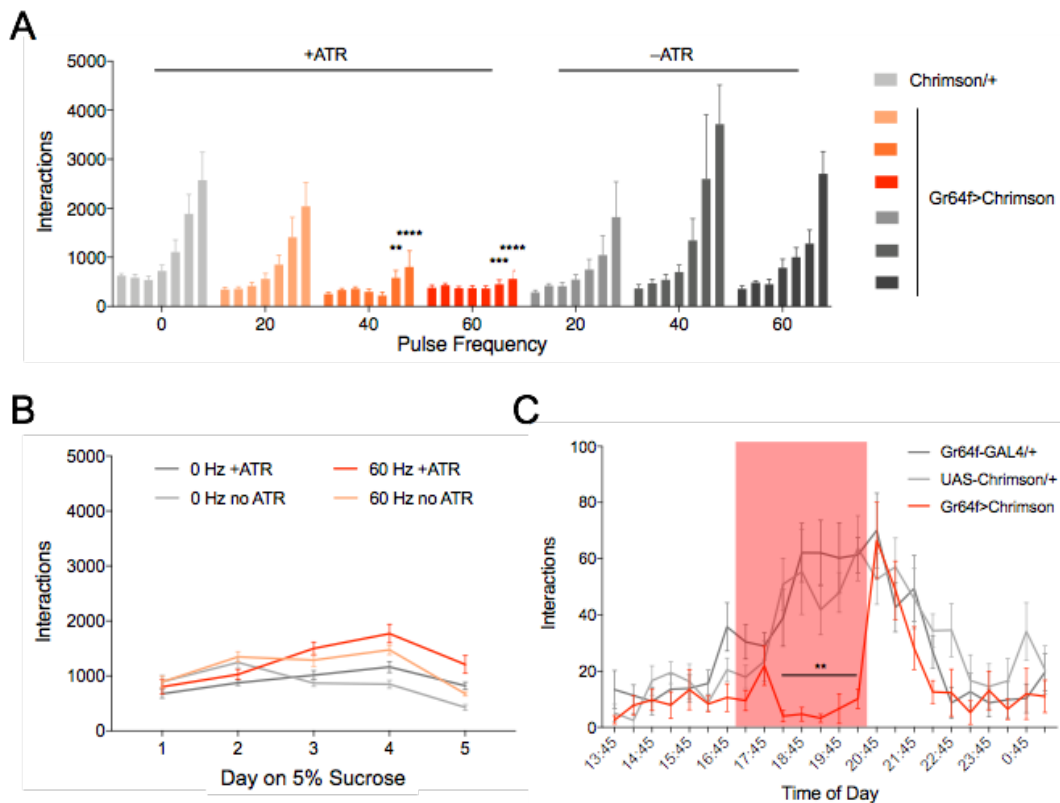 A
+ATR
–ATR
5000
4000
3000
2000
1000
0
Interactions
** ****
*** ****
0 20 40 60 20 40 60
Pulse Frequency
Chrimson/+
Gr64f>Chrimson
B
5000
4000
3000
2000
1000
0
Interactions
0 Hz +ATR
0 Hz no ATR
60 Hz +ATR
60 Hz no ATR
1 2 3 4 5
Day on 5% Sucrose
C
100
80
60
40
20
0
Interactions
Gr64f-GAL4/+
UAS-Chrimson/+
Gr64f>Chrimson
**
13:45 14:45 15:45 16:45 17:45 18:45 19:45 20:45 21:45 22:45 23:45 0:45
Time of Day